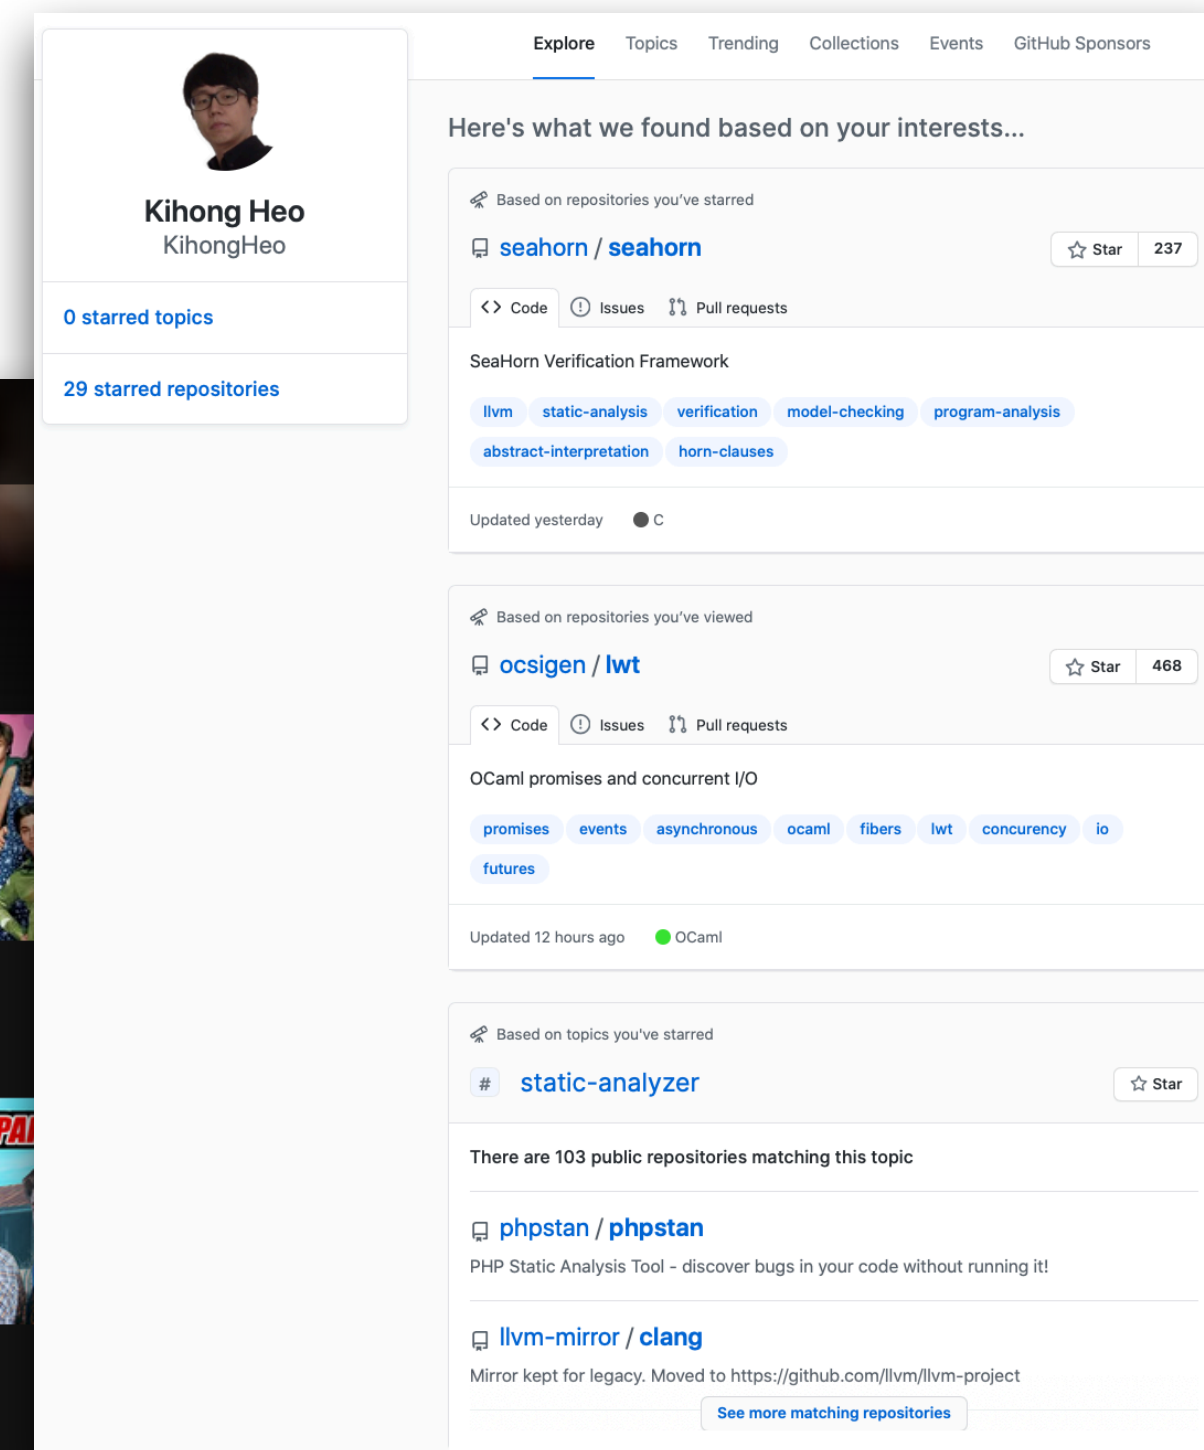 Explore Topics Trending Collections Events GitHub Sponsors
Kihong Heo
KihongHeo
0 starred topics
29 starred repositories
Here's what we found based on your interests...
Based on repositories you've starred
seahorn / seahorn
Star 237
Code Issues Pull requests
SeaHorn Verification Framework
llvm static-analysis verification model-checking program-analysis
abstract-interpretation horn-clauses
Updated yesterday C
Based on repositories you've viewed
ocsigen / lwt
Star 468
Code Issues Pull requests
OCaml promises and concurrent I/O
promises events asynchronous ocaml fibers lwt concurency io
futures
Updated 12 hours ago OCaml
Based on topics you've starred
# static-analyzer
Star
There are 103 public repositories matching this topic
phpstan / phpstan
PHP Static Analysis Tool - discover bugs in your code without running it!
llvm-mirror / clang
Mirror kept for legacy. Moved to https://github.com/llvm/llvm-project
See more matching repositories